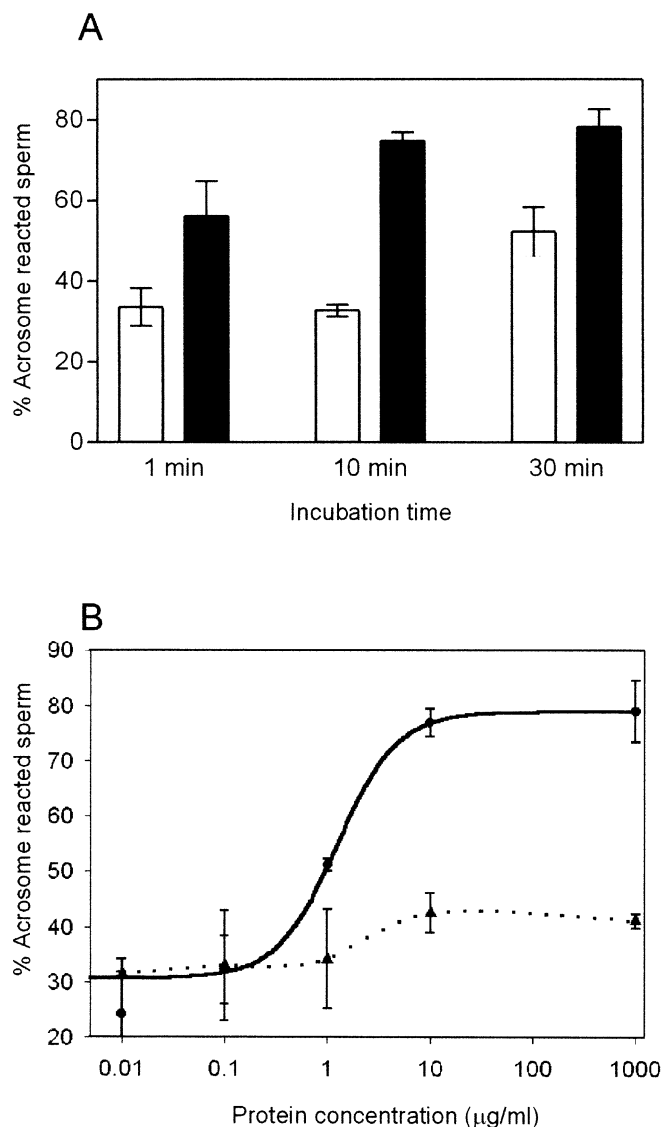 A
% Acrosome reacted sperm
80
60
40
20
0
1 min 10 min 30 min
Incubation time
B
% Acrosome reacted sperm
90
80
70
60
50
40
30
20
0.01 0.1 1 10 100 1000
Protein concentration (μg/ml)